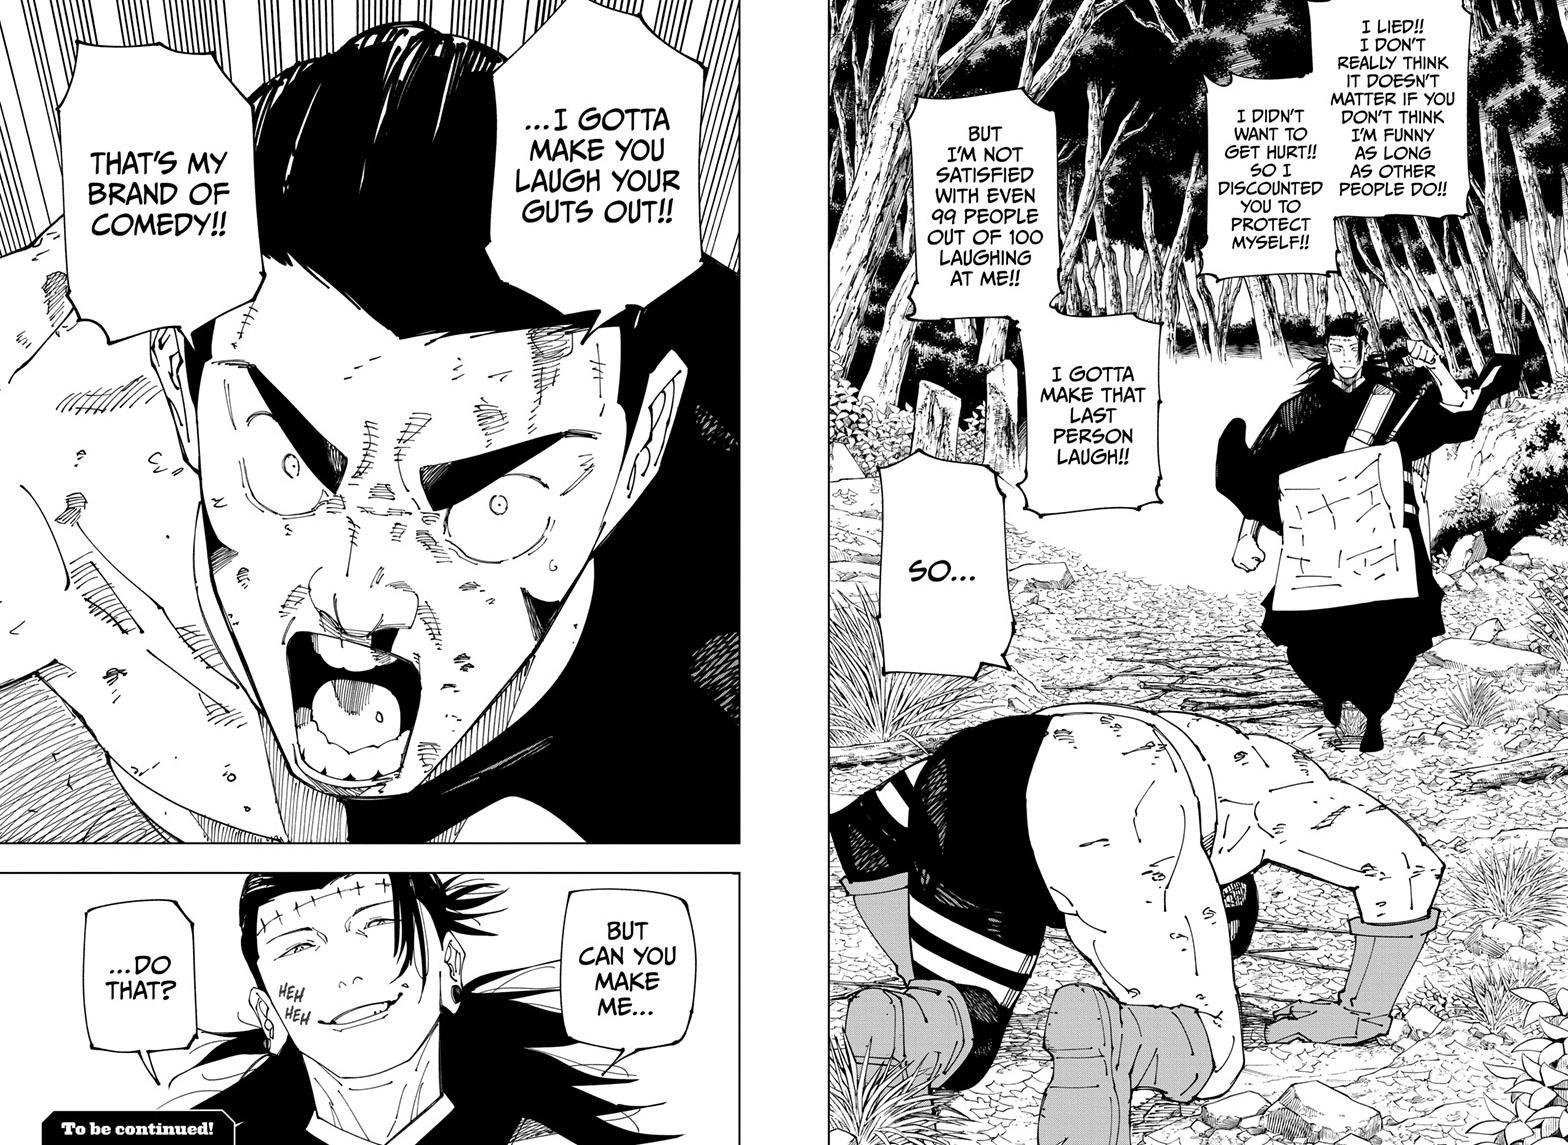 I LIED!!
I DON'T
REALLY THINK
IT DOESN'T
MATTER IF YOU
DON'T THINK
I'M FUNNY
AS LONG
AS OTHER
PEOPLE DO!!
I DIDN'T
WANT TO
GET HURT!!
SO I
DISCOUNTED
YOU TO
PROTECT
MYSELF!!
BUT
I'M NOT
SATISFIED
WITH EVEN
99 PEOPLE
OUT OF 100
LAUGHING
AT ME!!
I GOTTA
MAKE THAT
LAST
PERSON
LAUGH!!
SO...
...I GOTTA
MAKE YOU
LAUGH YOUR
GUTS OUT!!
THAT'S MY
BRAND OF
COMEDY!!
BUT
CAN YOU
MAKE
ME...
HEH
HEH
...DO
THAT?
To be continued!